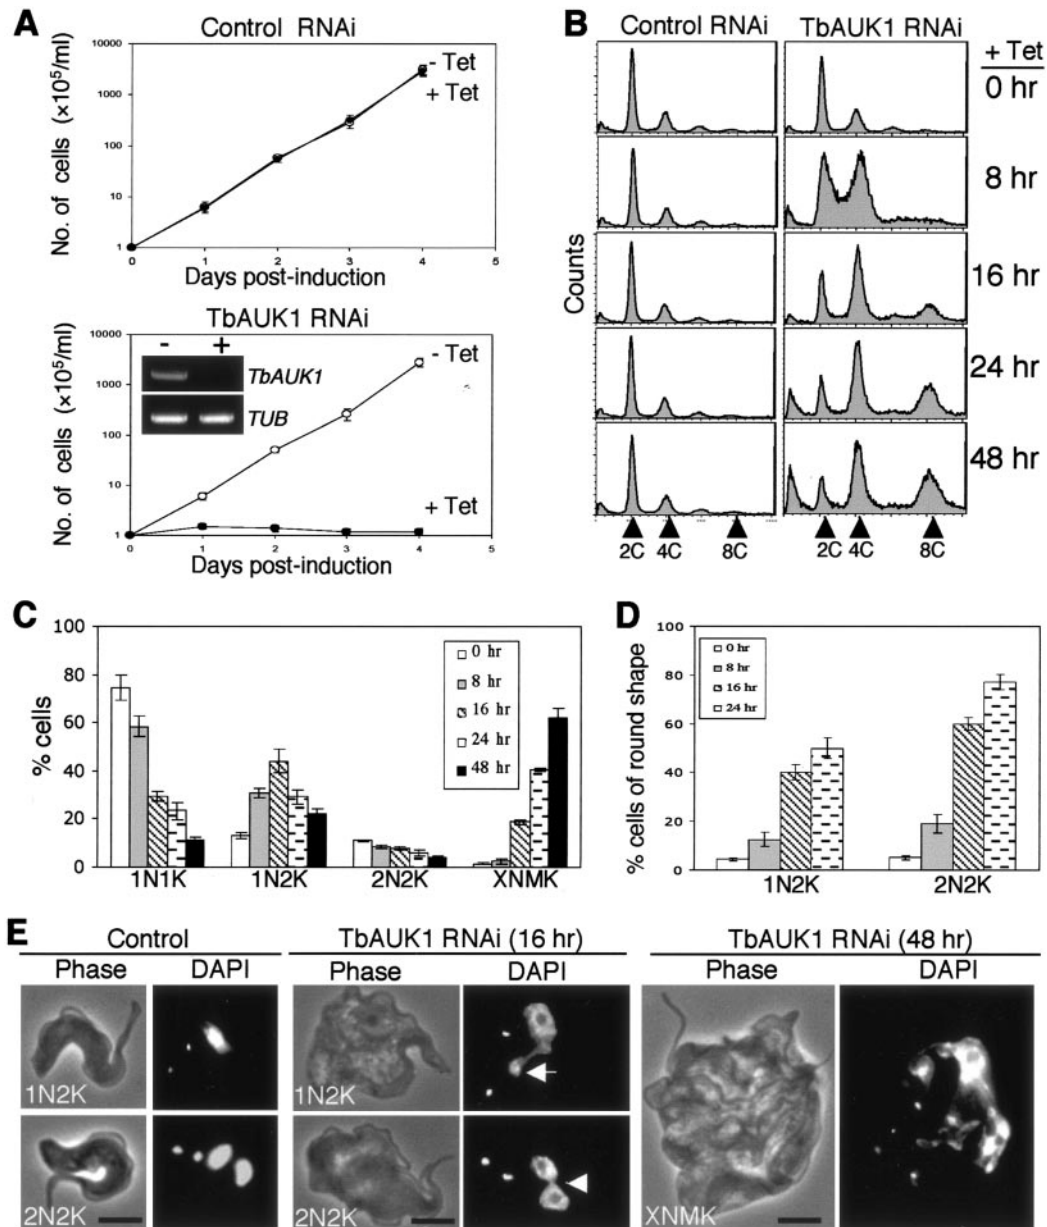 A
Control RNAi
No. of cells (×10⁵/ml)
10000
1000
100
10
1
- Tet
+ Tet
0 1 2 3 4 5
Days post-induction
TbAUK1 RNAi
No. of cells (×10⁵/ml)
10000
1000
100
10
1
- +
TbAUK1
TUB
- Tet
+ Tet
0 1 2 3 4 5
Days post-induction
B
Control RNAi TbAUK1 RNAi
+ Tet
0 hr
8 hr
16 hr
24 hr
48 hr
Counts
2C 4C 8C 2C 4C 8C
C
% cells
100
80
60
40
20
0
0 hr
8 hr
16 hr
24 hr
48 hr
1N1K 1N2K 2N2K XNMK
D
% cells of round shape
100
80
60
40
20
0
0 hr
8 hr
16 hr
24 hr
1N2K 2N2K
E
Control TbAUK1 RNAi (16 hr) TbAUK1 RNAi (48 hr)
Phase DAPI Phase DAPI Phase DAPI
1N2K 1N2K
2N2K 2N2K XNMK